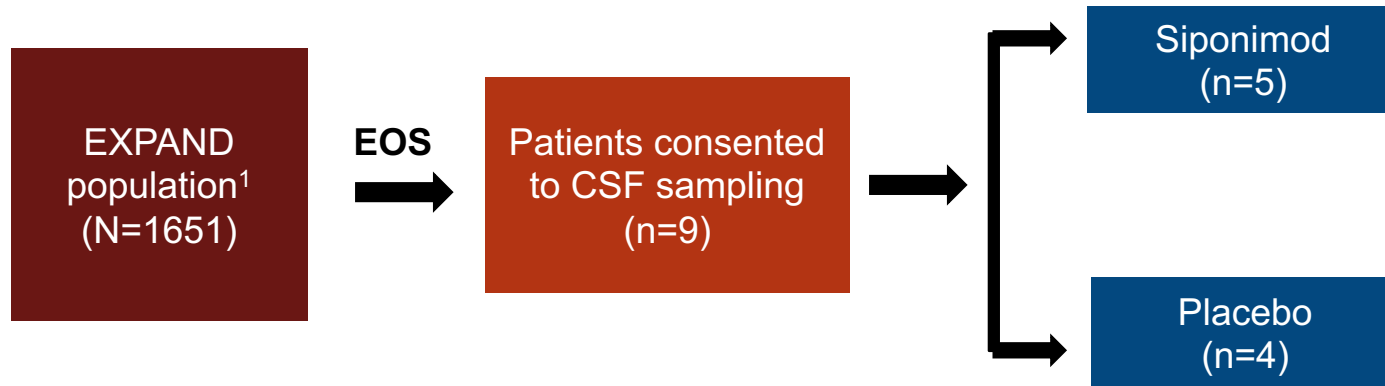 EXPAND
population¹
(N=1651)
EOS
Patients consented
to CSF sampling
(n=9)
Siponimod
(n=5)
Placebo
(n=4)